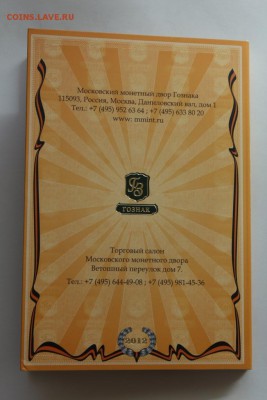 COINS.LAVE.RU
Московский монетный двор Гознака
115093, Россия, Москва, Даниловский вал, дом 1
Тел.: +7 (495) 952 63 64 ; +7 (495) 633 80 20
www: mmint.ru
ГОЗНАК
Торговый салон
Московского монетного двора
Ветошный переулок дом 7.
Тел.: +7 (495) 644-49-08 ; +7 (495) 981-45-36
2012